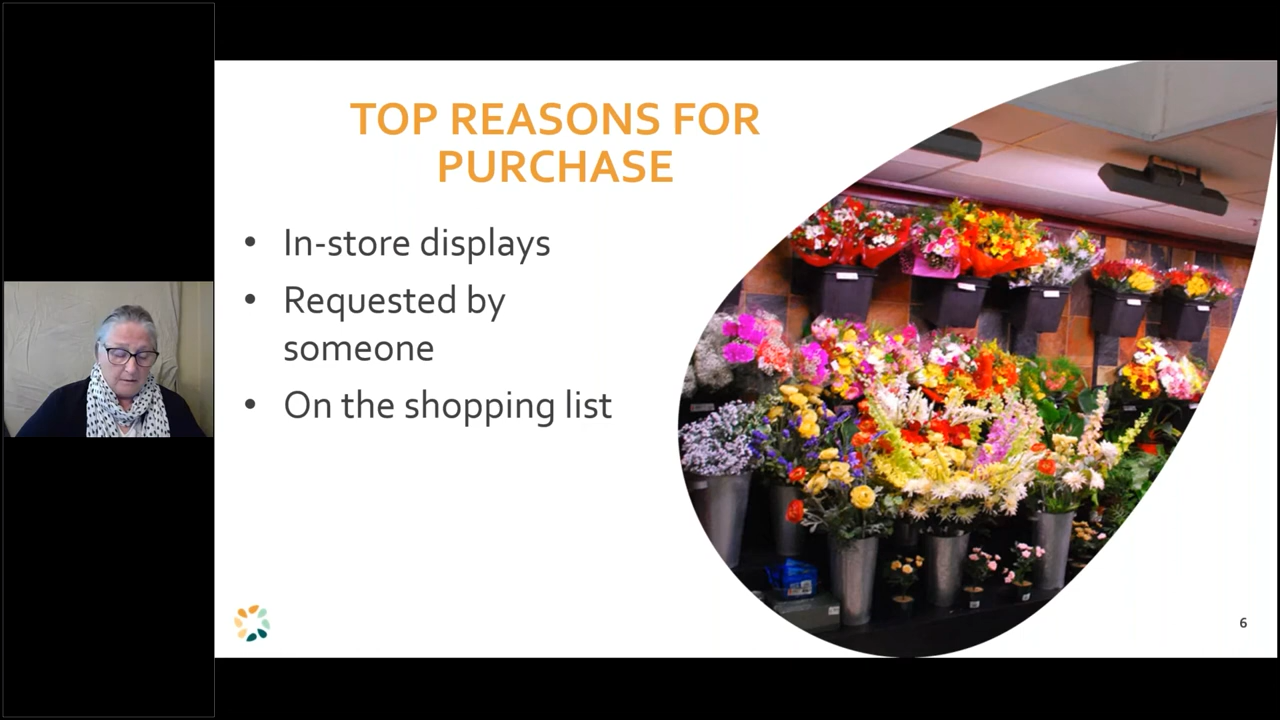 TOP REASONS FOR
PURCHASE
• In-store displays
• Requested by
someone
• On the shopping list
6